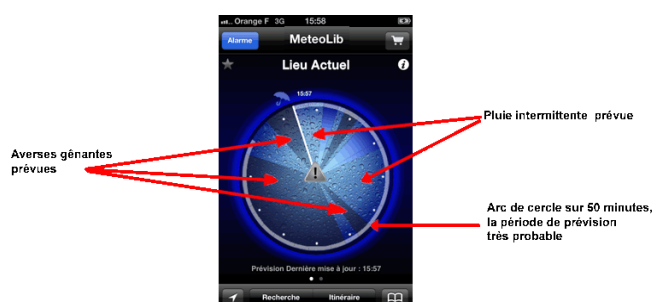 Orange F 3G 15:58
Alarme MeteoLib
Lieu Actuel
15:57
Pluie intermittente prévue
Averses gênantes
prévues
Arc de cercle sur 50 minutes,
la période de prévision
très probable
Prévision Dernière mise à jour : 15:57
Recherche Itinéraire